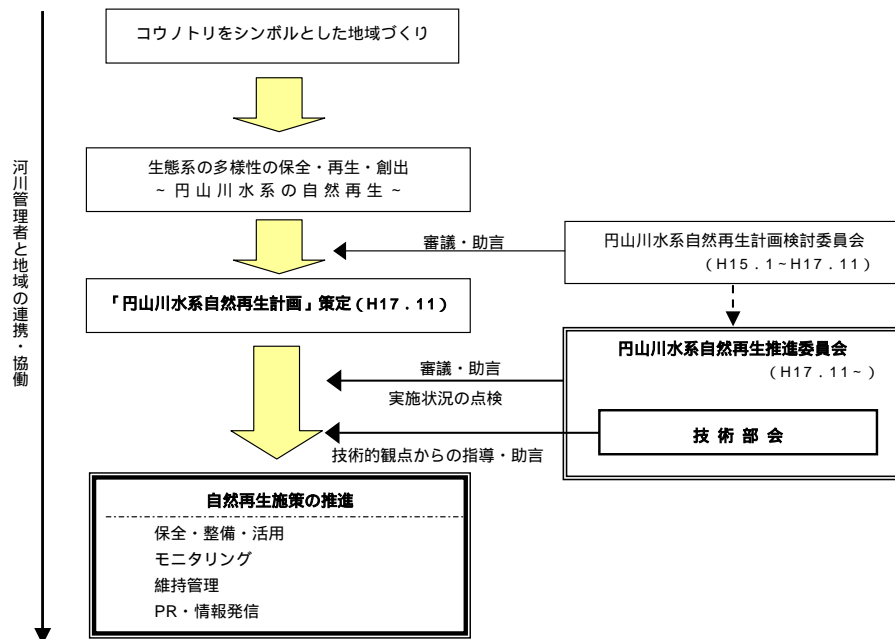 コウノトリをシンボルとした地域づくり
河川管理者と地域の連携・協働
生態系の多様性の保全・再生・創出
~ 円 山 川 水 系 の 自 然 再 生 ~
審議・助言
円山川水系自然再生計画検討委員会
(H15.1~H17.11)
「円山川水系自然再生計画」策定(H17.11)
円山川水系自然再生推進委員会
(H17.11~)
審議・助言
実施状況の点検
技 術 部 会
技術的観点からの指導・助言
自然再生施策の推進
保全・整備・活用
モニタリング
維持管理
PR・情報発信